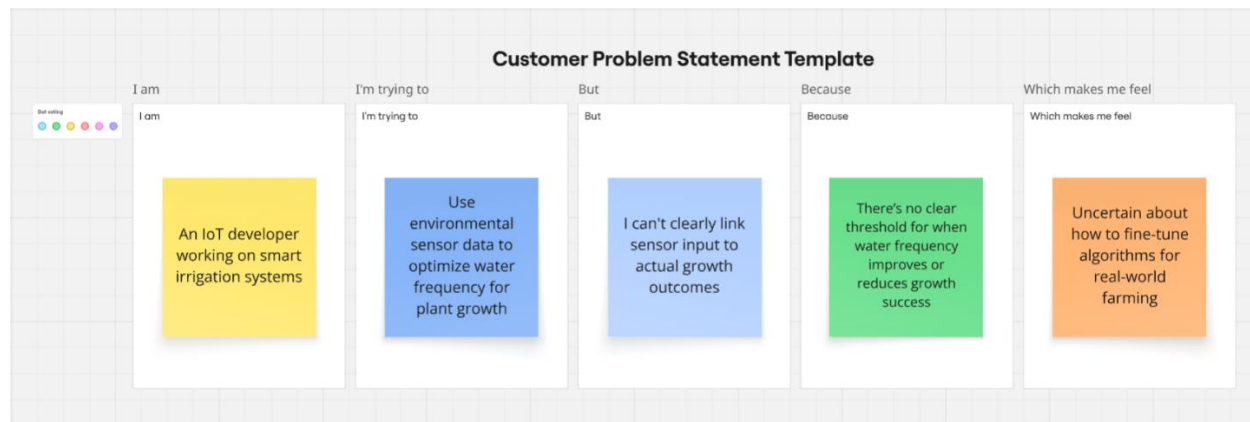 Customer Problem Statement Template
I am
I'm trying to
But
Because
Which makes me feel
Dot voting
I am
I'm trying to
But
Because
Which makes me feel
An IoT developer
working on smart
irrigation systems
Use
environmental
sensor data to
optimize water
frequency for
plant growth
I can't clearly link
sensor input to
actual growth
outcomes
There's no clear
threshold for when
water frequency
improves or
reduces growth
success
Uncertain about
how to fine-tune
algorithms for
real-world
farming